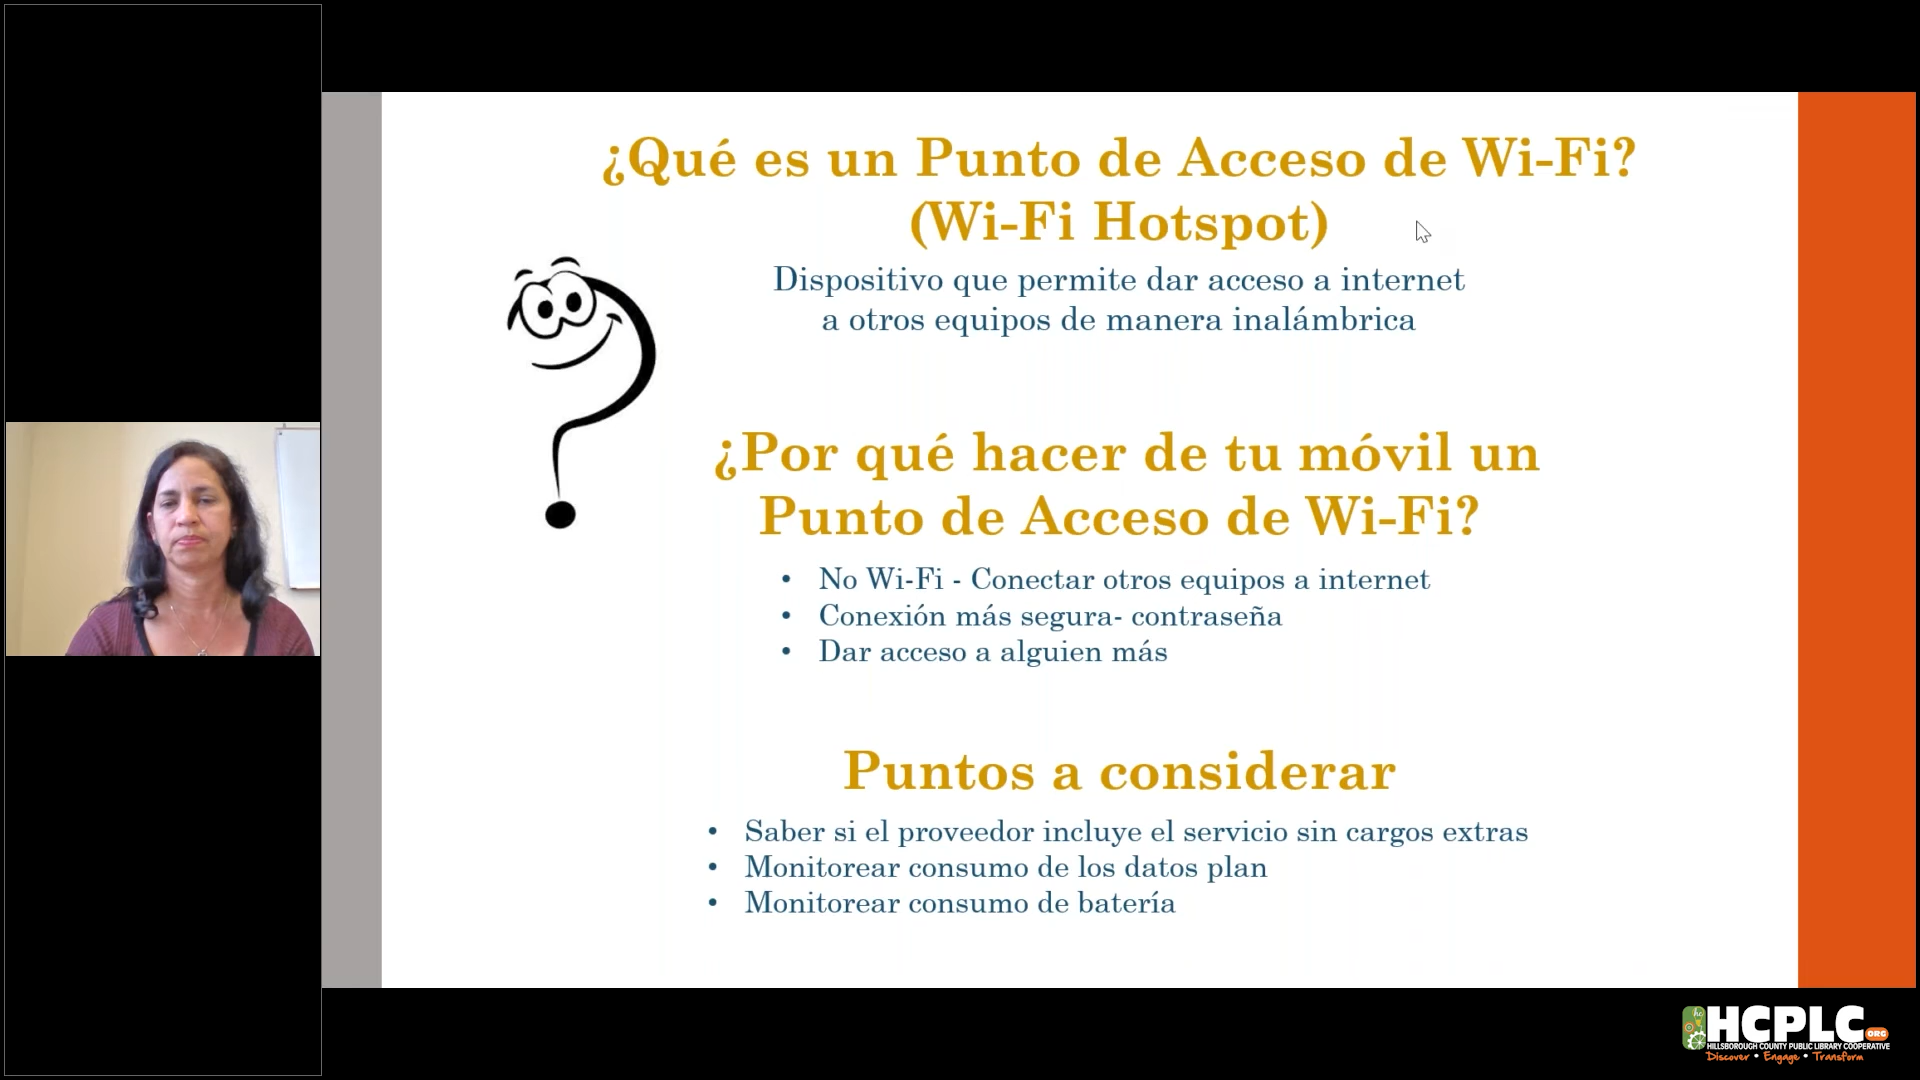 ¿Qué es un Punto de Acceso de Wi-Fi?
(Wi-Fi Hotspot)
Dispositivo que permite dar acceso a internet
a otros equipos de manera inalámbrica
¿Por qué hacer de tu móvil un
Punto de Acceso de Wi-Fi?
• No Wi-Fi - Conectar otros equipos a internet
• Conexión más segura- contraseña
• Dar acceso a alguien más
Puntos a considerar
• Saber si el proveedor incluye el servicio sin cargos extras
• Monitorear consumo de los datos plan
• Monitorear consumo de batería
hc HCPLC.ORG
HILLSBOROUGH COUNTY PUBLIC LIBRARY COOPERATIVE
Discover • Engage • Transform